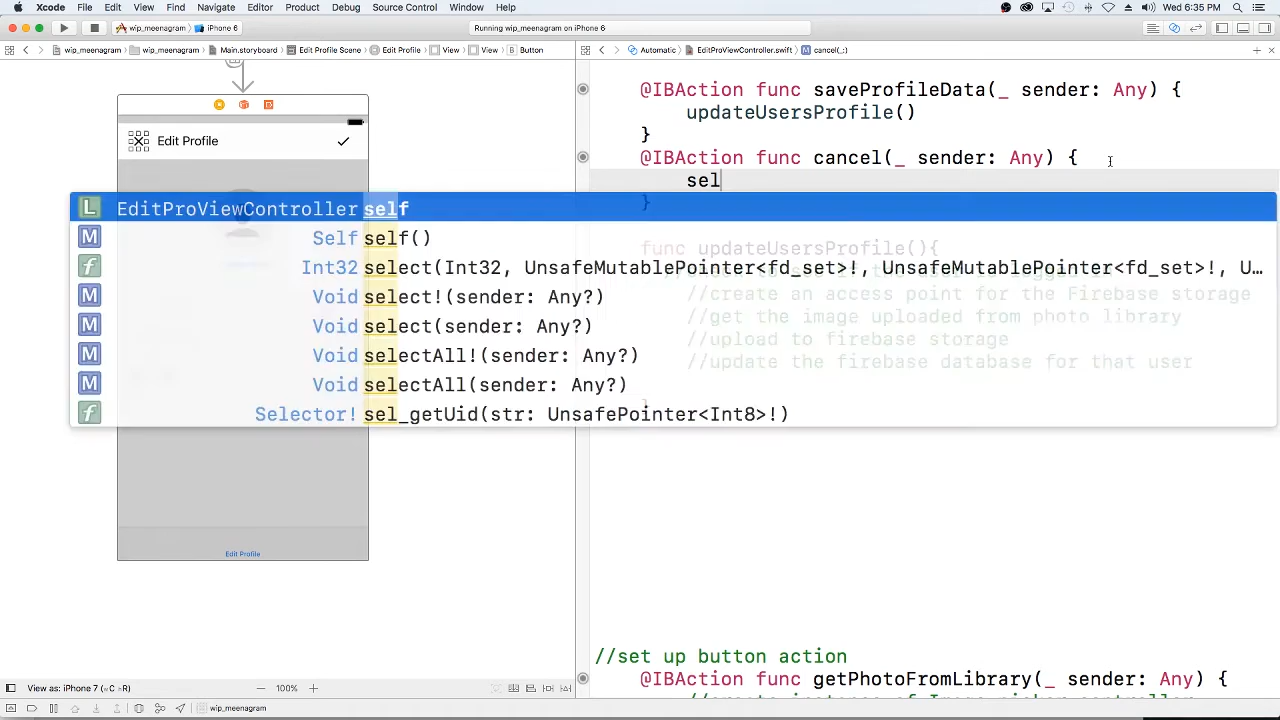 Xcode File Edit View Find Navigate Editor Product Debug Source Control Window Help Wed 6:35 PM
wip_meenagram iPhone 6 Running wip_meenagram on iPhone 6
wip_meenagram wip_meenagram Main.storyboard Edit Profile Scene Edit Profile View View B Button
Automatic EditProViewController.swift M cancel(_:)
Edit Profile
@IBAction func saveProfileData(_ sender: Any) {
updateUsersProfile()
}
@IBAction func cancel(_ sender: Any) {
sel
}
L EditProViewController self
M Self self()
f Int32 select(Int32, UnsafeMutablePointer<fd_set>!, UnsafeMutablePointer<fd_set>!, U…
M Void select!(sender: Any?)
M Void select(sender: Any?)
M Void selectAll!(sender: Any?)
M Void selectAll(sender: Any?)
f Selector! sel_getUid(str: UnsafePointer<Int8>!)
func updateUsersProfile(){
//create an access point for the Firebase storage
//get the image uploaded from photo library
//upload to firebase storage
//update the firebase database for that user
Edit Profile
//set up button action
@IBAction func getPhotoFromLibrary(_ sender: Any) {
View as: iPhone 7 (wC hR) 100%
wip_meenagram